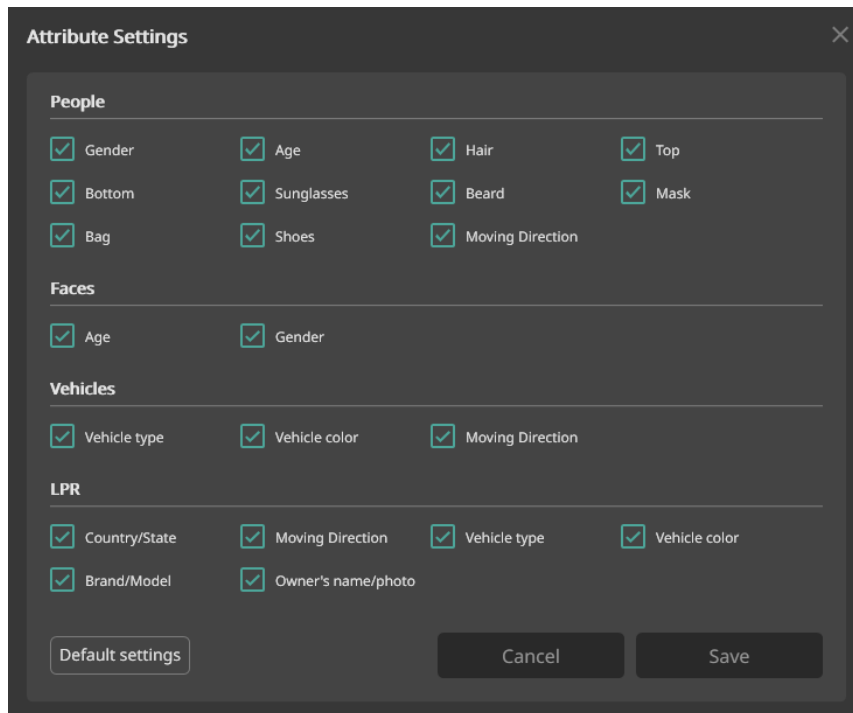 Attribute Settings
People
Gender Age Hair Top
Bottom Sunglasses Beard Mask
Bag Shoes Moving Direction
Faces
Age Gender
Vehicles
Vehicle type Vehicle color Moving Direction
LPR
Country/State Moving Direction Vehicle type Vehicle color
Brand/Model Owner's name/photo
Default settings Cancel Save